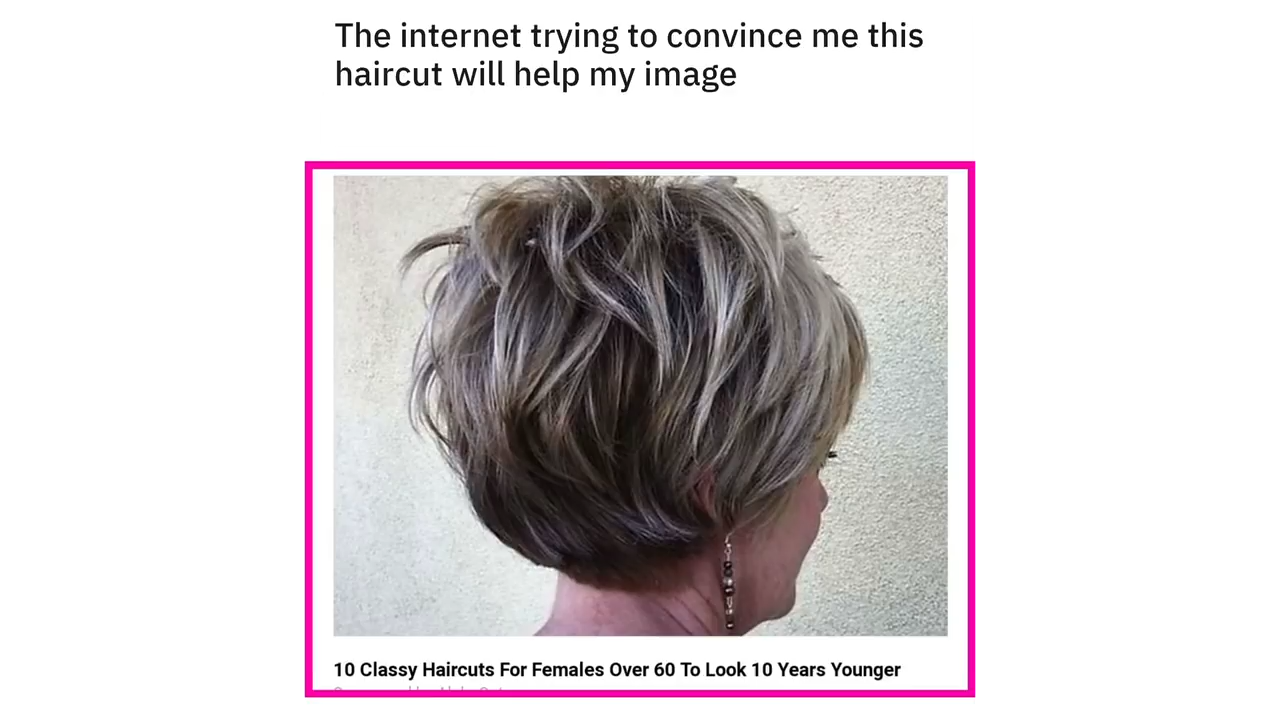 The internet trying to convince me this
haircut will help my image
10 Classy Haircuts For Females Over 60 To Look 10 Years Younger